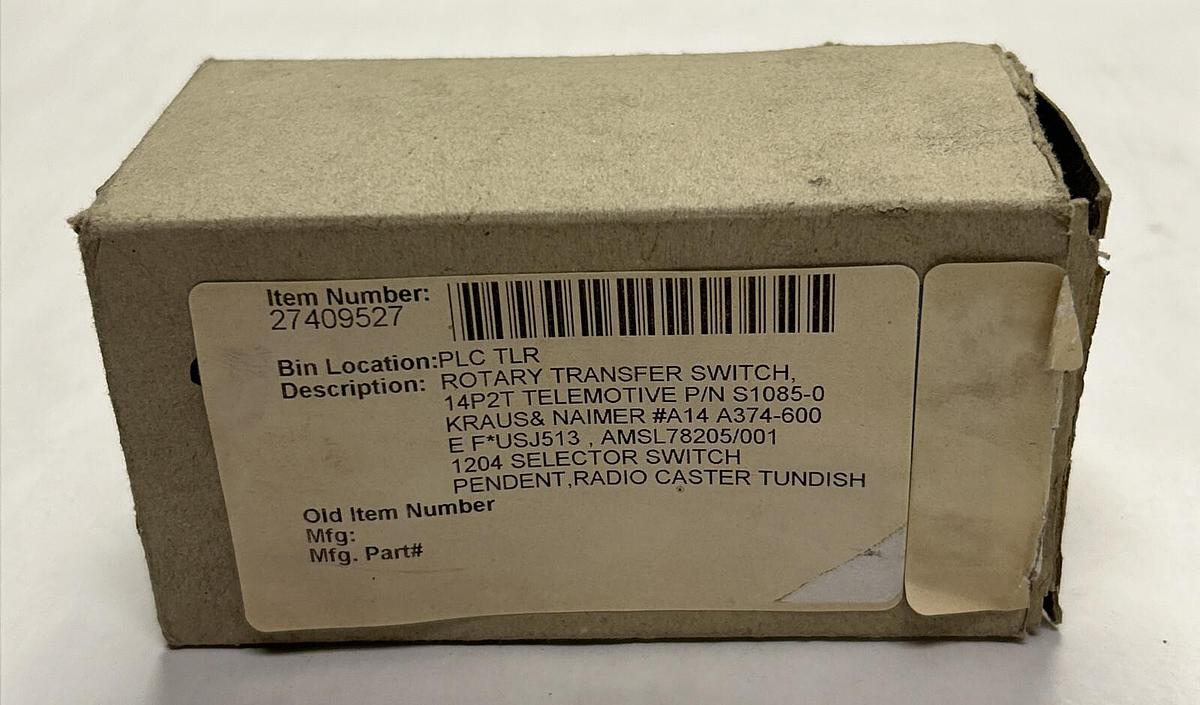 Item Number:
27409527
Bin Location:PLC TLR
Description: ROTARY TRANSFER SWITCH,
14P2T TELEMOTIVE P/N S1085-0
KRAUS& NAIMER #A14 A374-600
E F*USJ513 , AMSL78205/001
1204 SELECTOR SWITCH
PENDENT,RADIO CASTER TUNDISH
Old Item Number
Mfg:
Mfg. Part#